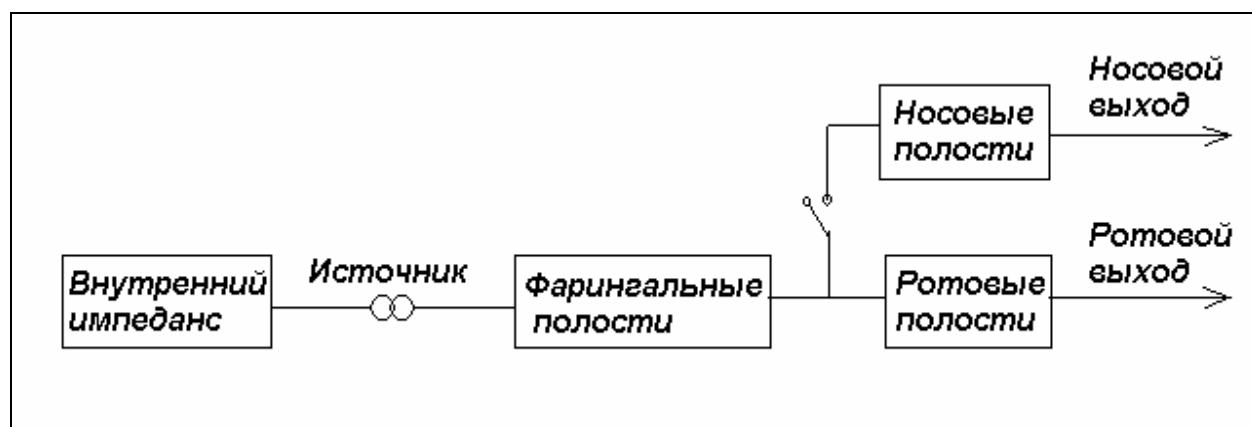 Носовой
выход
Носовые
полости
Ротовой
выход
Внутренний
импеданс
Источник
Фарингальные
полости
Ротовые
полости